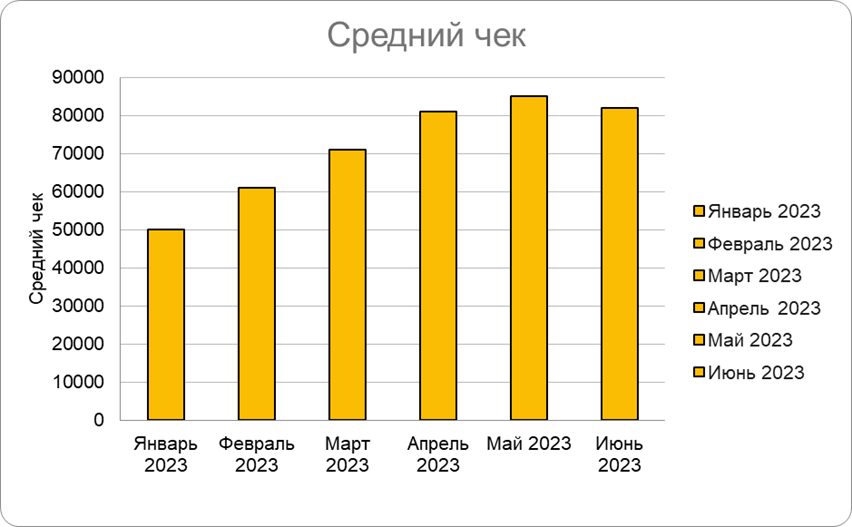 Средний чек
90000
80000
70000
60000
50000
40000
30000
20000
10000
0
Средний чек
Январь
2023
Февраль
2023
Март
2023
Апрель
2023
Май 2023
Июнь
2023
Январь 2023
Февраль 2023
Март 2023
Апрель  2023
Май 2023
Июнь 2023